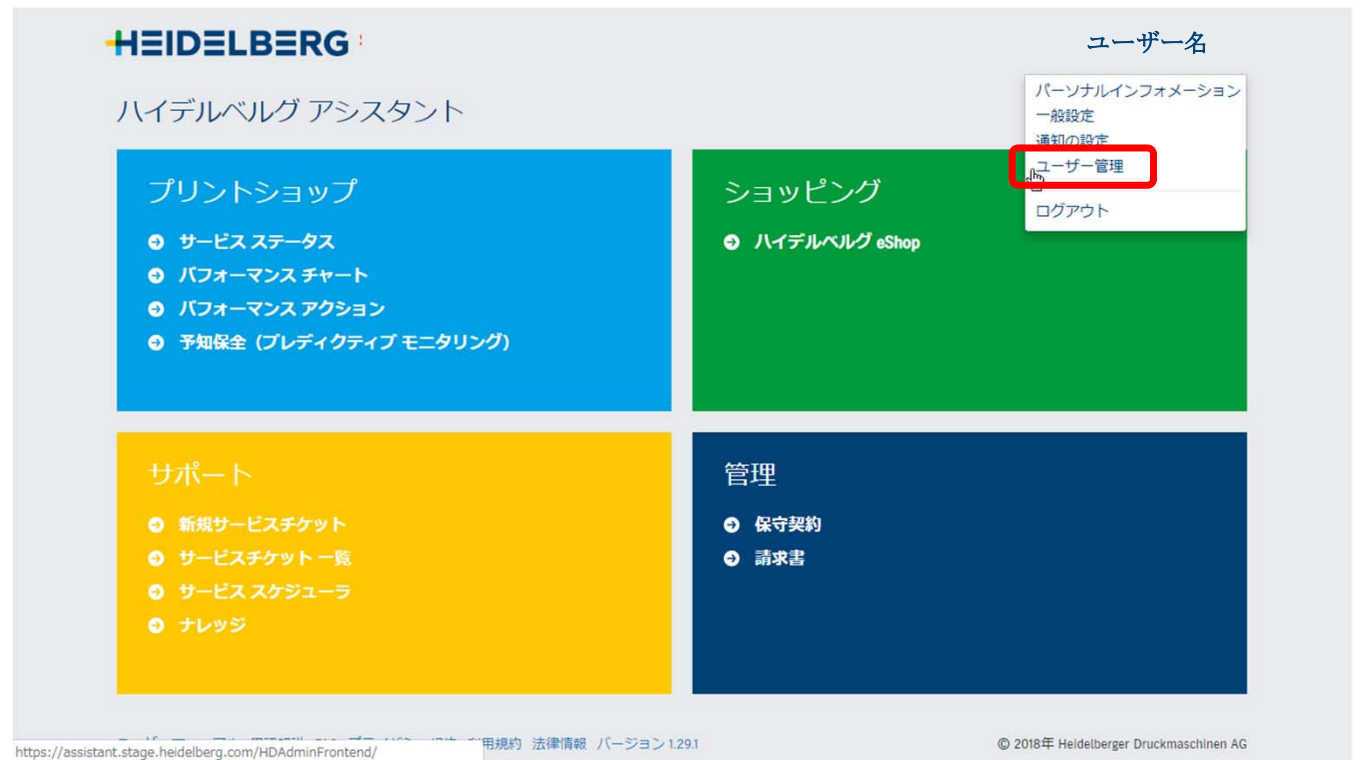 HEIDELBERG
ユーザー名
ハイデルベルグ アシスタント
パーソナルインフォメーション
一般設定
通知の設定
ユーザー管理
ログアウト
プリントショップ
サービス ステータス
パフォーマンス チャート
パフォーマンス アクション
予知保全（プレディクティブ モニタリング）
ショッピング
ハイデルベルグ eShop
サポート
新規サービスチケット
サービスチケット 一覧
サービス スケジューラ
ナレッジ
管理
保守契約
請求書
利用規約 法律情報 バージョン 1.29.1
© 2018年 Heidelberger Druckmaschinen AG
https://assistant.stage.heidelberg.com/HDAdminFrontend/